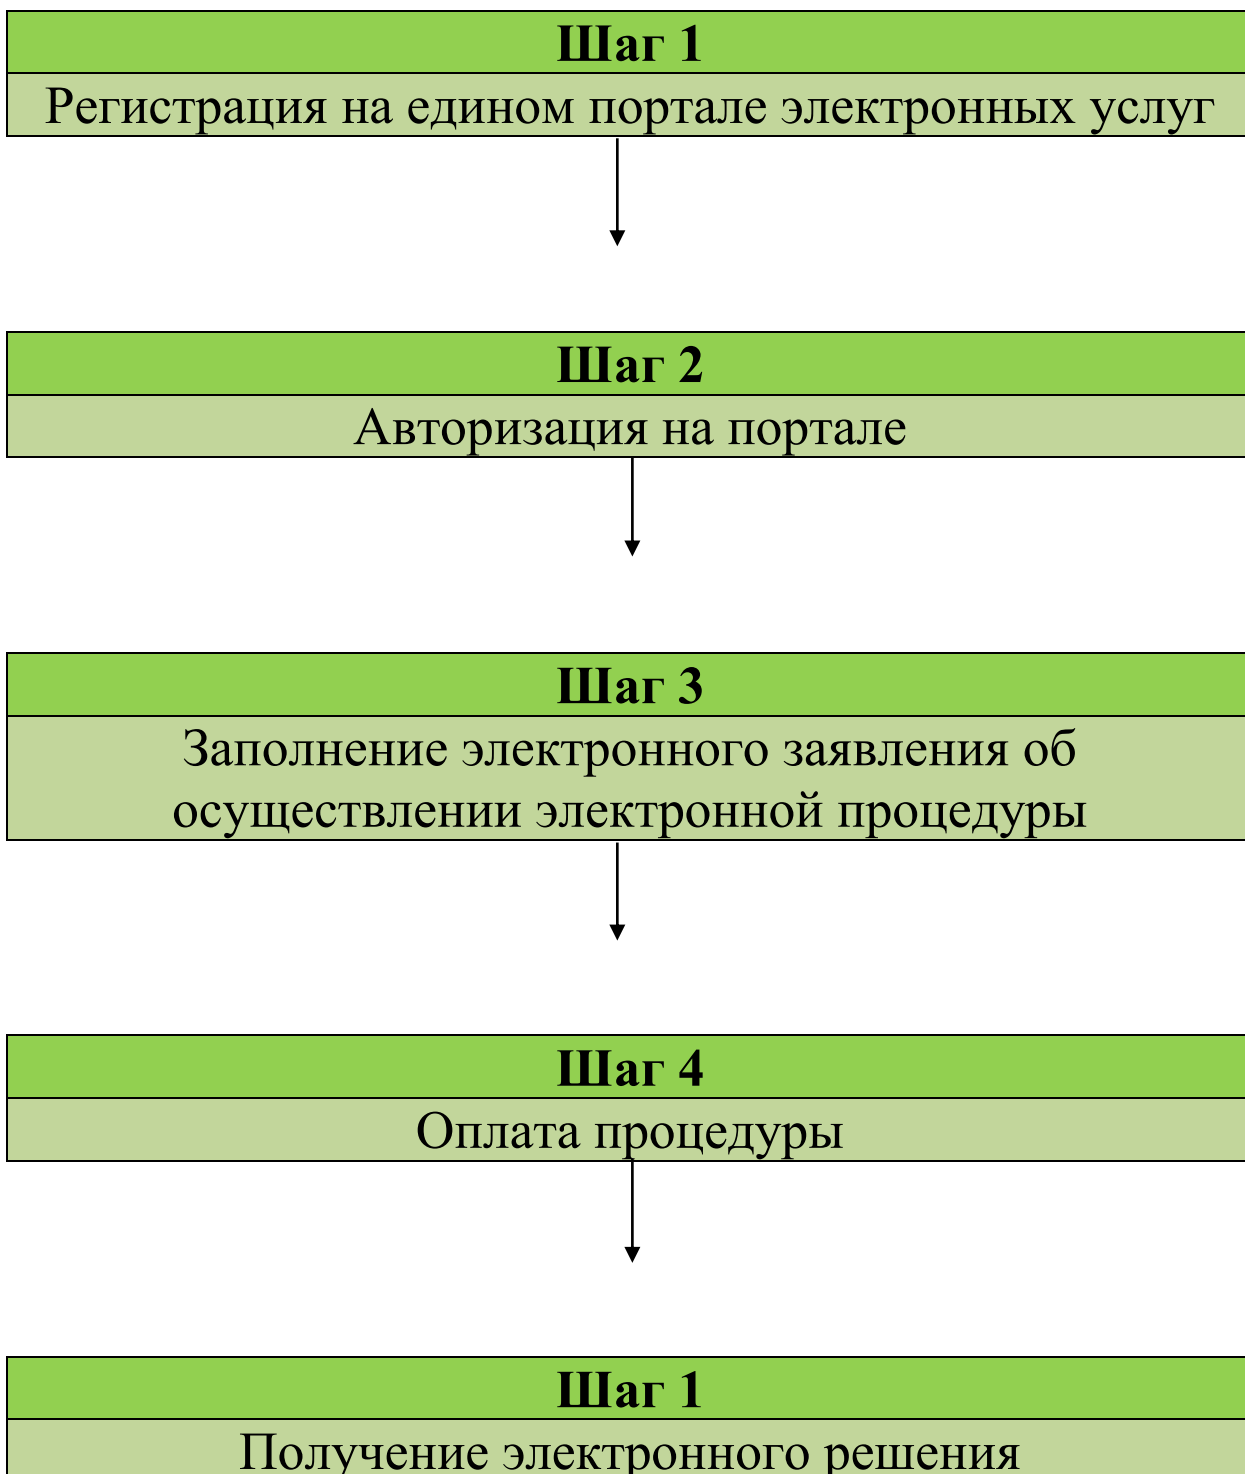 Шаг 1
Регистрация на едином портале электронных услуг
Шаг 2
Авторизация на портале
Шаг 3
Заполнение электронного заявления об
осуществлении электронной процедуры
Шаг 4
Оплата процедуры
Шаг 1
Получение электронного решения